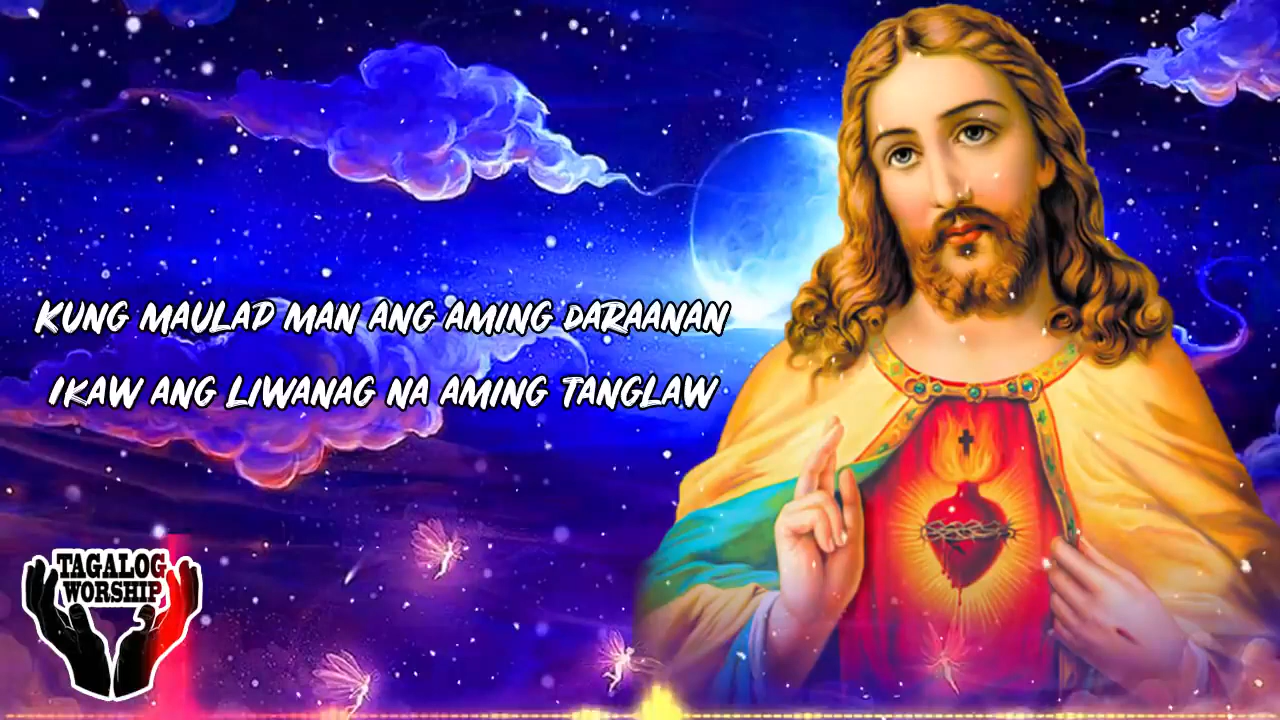 KUNG MAULAP MAN ANG AMING DARAANAN
IKAW ANG LIWANAG NA AMING TANGLAW
TAGALOG
WORSHIP